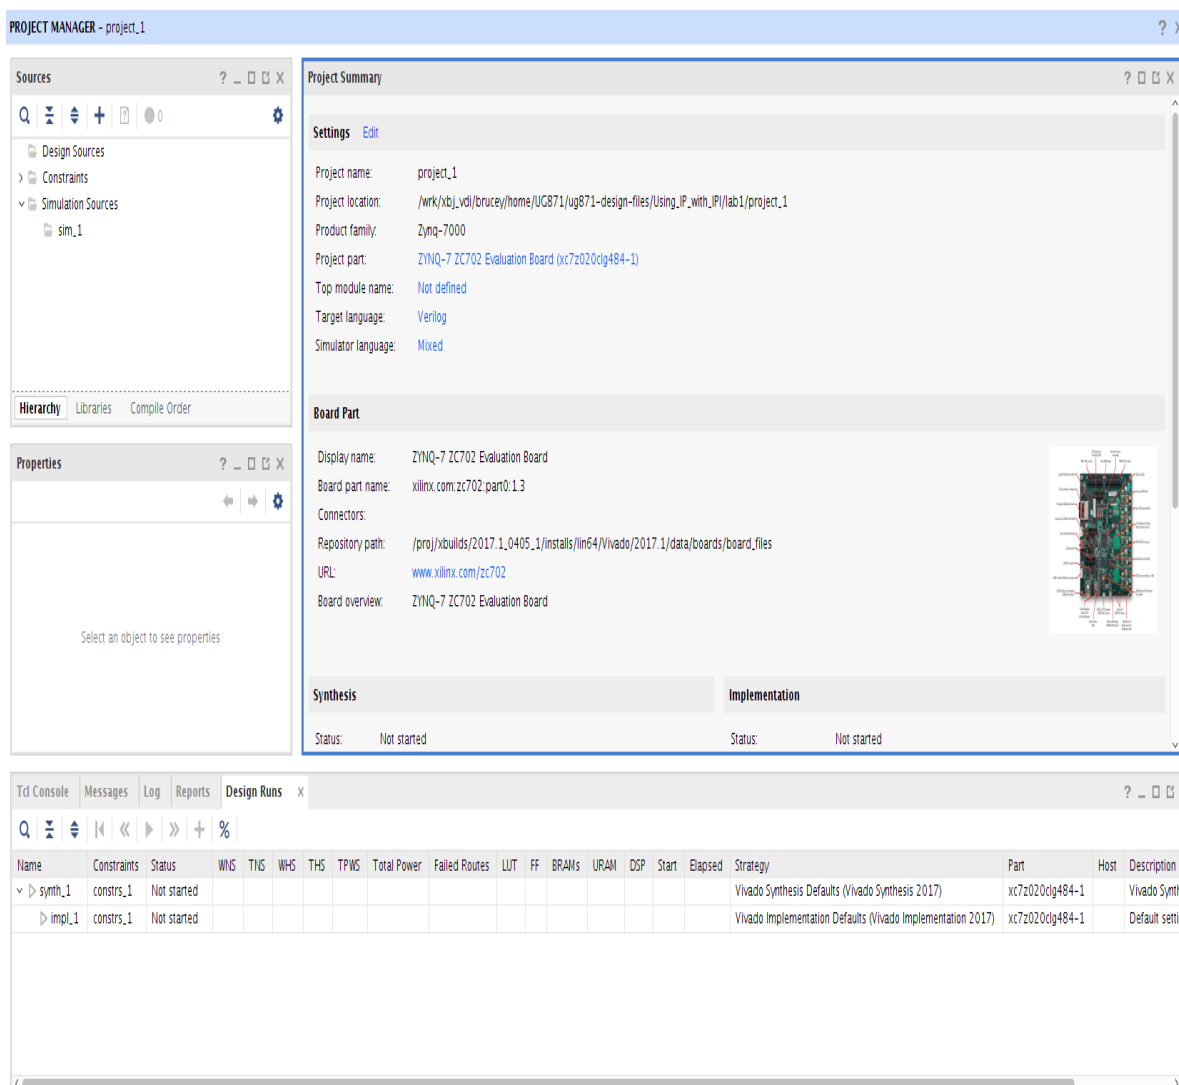 PROJECT MANAGER - project_1
Sources
0
Design Sources
Constraints
Simulation Sources
sim_1
Hierarchy Libraries Compile Order
Properties
Select an object to see properties
Project Summary
Settings Edit
Project name: project_1
Project location: /wrk/xbj_vdi/brucey/home/UG871/ug871-design-files/Using_IP_with_IPI/lab1/project_1
Product family: Zynq-7000
Project part: ZYNQ-7 ZC702 Evaluation Board (xc7z020clg484-1)
Top module name: Not defined
Target language: Verilog
Simulator language: Mixed
Board Part
Display name: ZYNQ-7 ZC702 Evaluation Board
Board part name: xilinx.com:zc702:part0:1.3
Connectors:
Repository path: /proj/xbuilds/2017.1_0405_1/installs/lin64/Vivado/2017.1/data/boards/board_files
URL: www.xilinx.com/zc702
Board overview: ZYNQ-7 ZC702 Evaluation Board
Synthesis
Status: Not started
Implementation
Status: Not started
Tcl Console Messages Log Reports Design Runs
Name Constraints Status WNS TNS WHS THS TPWS Total Power Failed Routes LUT FF BRAMs URAM DSP Start Elapsed Strategy Part Host Description
synth_1 constrs_1 Not started Vivado Synthesis Defaults (Vivado Synthesis 2017) xc7z020clg484-1 Vivado Synth
impl_1 constrs_1 Not started Vivado Implementation Defaults (Vivado Implementation 2017) xc7z020clg484-1 Default setti